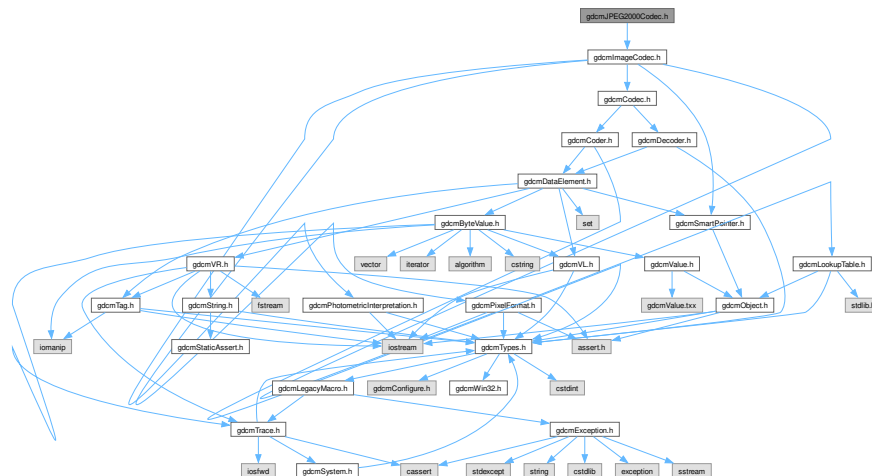 gdcmJPEG2000Codec.h
gdcmImageCodec.h
gdcmCodec.h
gdcmCoder.h
gdcmDecoder.h
gdcmDataElement.h
gdcmByteValue.h
set
gdcmSmartPointer.h
gdcmVR.h
vector
iterator
algorithm
cstring
gdcmVL.h
gdcmValue.h
gdcmLookupTable.h
gdcmTag.h
gdcmString.h
fstream
gdcmPhotometricInterpretation.h
gdcmPixelFormat.h
gdcmValue.txx
gdcmObject.h
stdlib.h
iomanip
gdcmStaticAssert.h
iostream
gdcmTypes.h
assert.h
gdcmLegacyMacro.h
gdcmConfigure.h
gdcmWin32.h
cstdint
gdcmTrace.h
gdcmException.h
iosfwd
gdcmSystem.h
cassert
stdexcept
string
cstdlib
exception
sstream